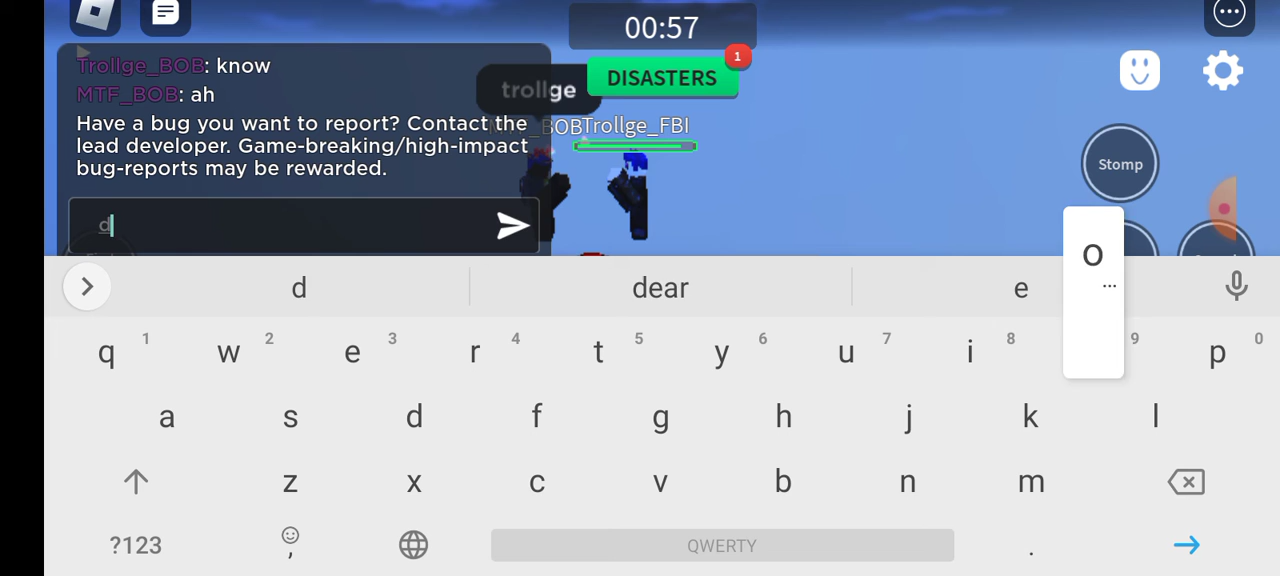 00:57
Trollge_BOB: know
MTF_BOB: ah
Have a bug you want to report? Contact the
lead developer. Game-breaking/high-impact
bug-reports may be rewarded.
trollge
DISASTERS
1
_BOB
Trollge_FBI
Stomp
d
d dear e
q 1 w 2 e 3 r 4 t 5 y 6 u 7 i 8 o ... 9 p 0
a s d f g h j k l
z x c v b n m
?123 , QWERTY .